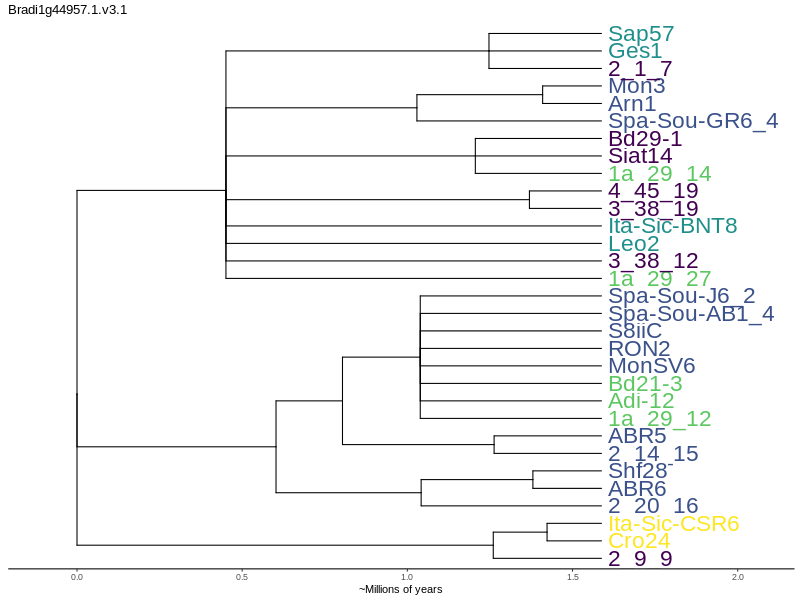 Bradi1g44957.1.v3.1
Sap57
Ges1
2_1_7
Mon3
Arn1
Spa-Sou-GR6_4
Bd29-1
Siat14
1a_29_14
4_45_19
3_38_19
Ita-Sic-BNT8
Leo2
3_38_12
1a_29_27
Spa-Sou-J6_2
Spa-Sou-AB1_4
S8iiC
RON2
MonSV6
Bd21-3
Adi-12
1a_29_12
ABR5
2_14_15
Shf28
ABR6
2_20_16
Ita-Sic-CSR6
Cro24
2_9_9
0.0 0.5 1.0 1.5 2.0
~Millions of years